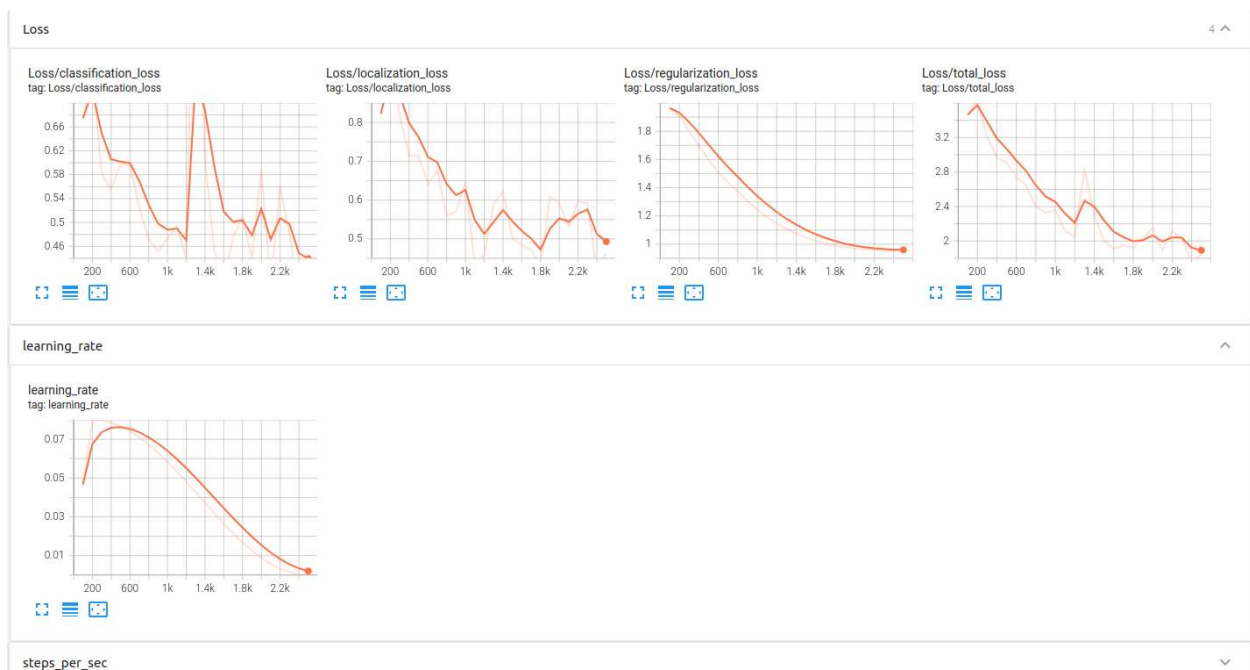 Loss
4
Loss/classification_loss
tag: Loss/classification_loss
0.66
0.62
0.58
0.54
0.5
0.46
200 600 1k 1.4k 1.8k 2.2k
Loss/localization_loss
tag: Loss/localization_loss
0.8
0.7
0.6
0.5
200 600 1k 1.4k 1.8k 2.2k
Loss/regularization_loss
tag: Loss/regularization_loss
1.8
1.6
1.4
1.2
1
200 600 1k 1.4k 1.8k 2.2k
Loss/total_loss
tag: Loss/total_loss
3.2
2.8
2.4
2
200 600 1k 1.4k 1.8k 2.2k
learning_rate
learning_rate
tag: learning_rate
0.07
0.05
0.03
0.01
200 600 1k 1.4k 1.8k 2.2k
steps_per_sec